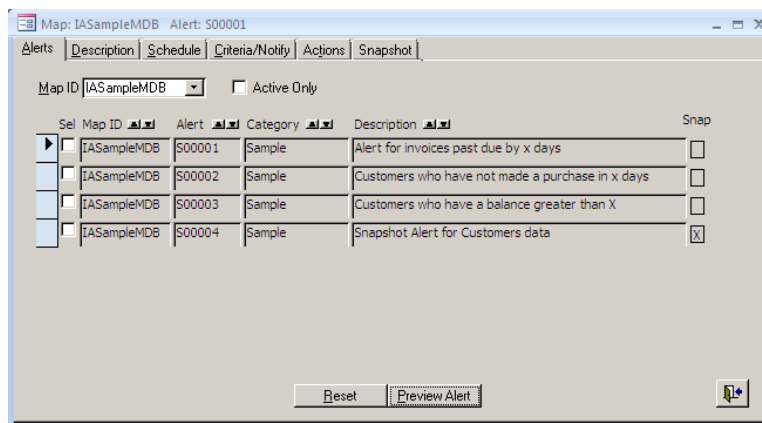 Map: IASampleMDB Alert: S00001
Alerts Description Schedule Criteria/Notify Actions Snapshot
Map ID IASampleMDB Active Only
Sel Map ID Alert Category Description Snap
IASampleMDB S00001 Sample Alert for invoices past due by x days
IASampleMDB S00002 Sample Customers who have not made a purchase in x days
IASampleMDB S00003 Sample Customers who have a balance greater than X
IASampleMDB S00004 Sample Snapshot Alert for Customers data X
Reset Preview Alert